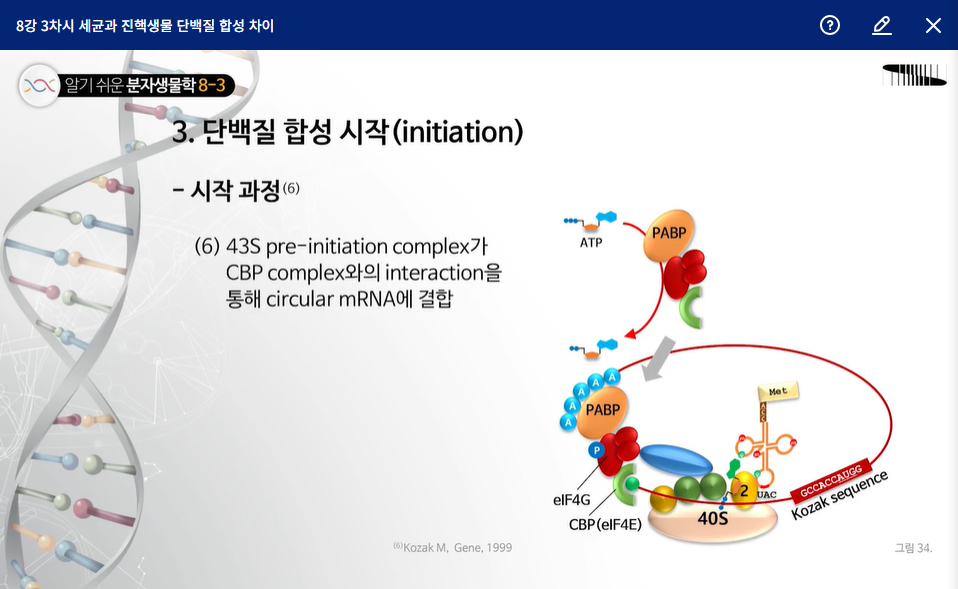 8강 3차시 세균과 진핵생물 단백질 합성 차이
알기 쉬운 분자생물학 8-3
3. 단백질 합성 시작(initiation)
- 시작 과정(6)
(6) 43S pre-initiation complex가
CBP complex와의 interaction을
통해 circular mRNA에 결합
ATP
PABP
A
A
A
A
A
PABP
P
eIF4G
CBP(eIF4E)
40S
2
UAC
Met
ACC
GCCACCAUGG
Kozak sequence
(6)Kozak M, Gene, 1999
그림 34.